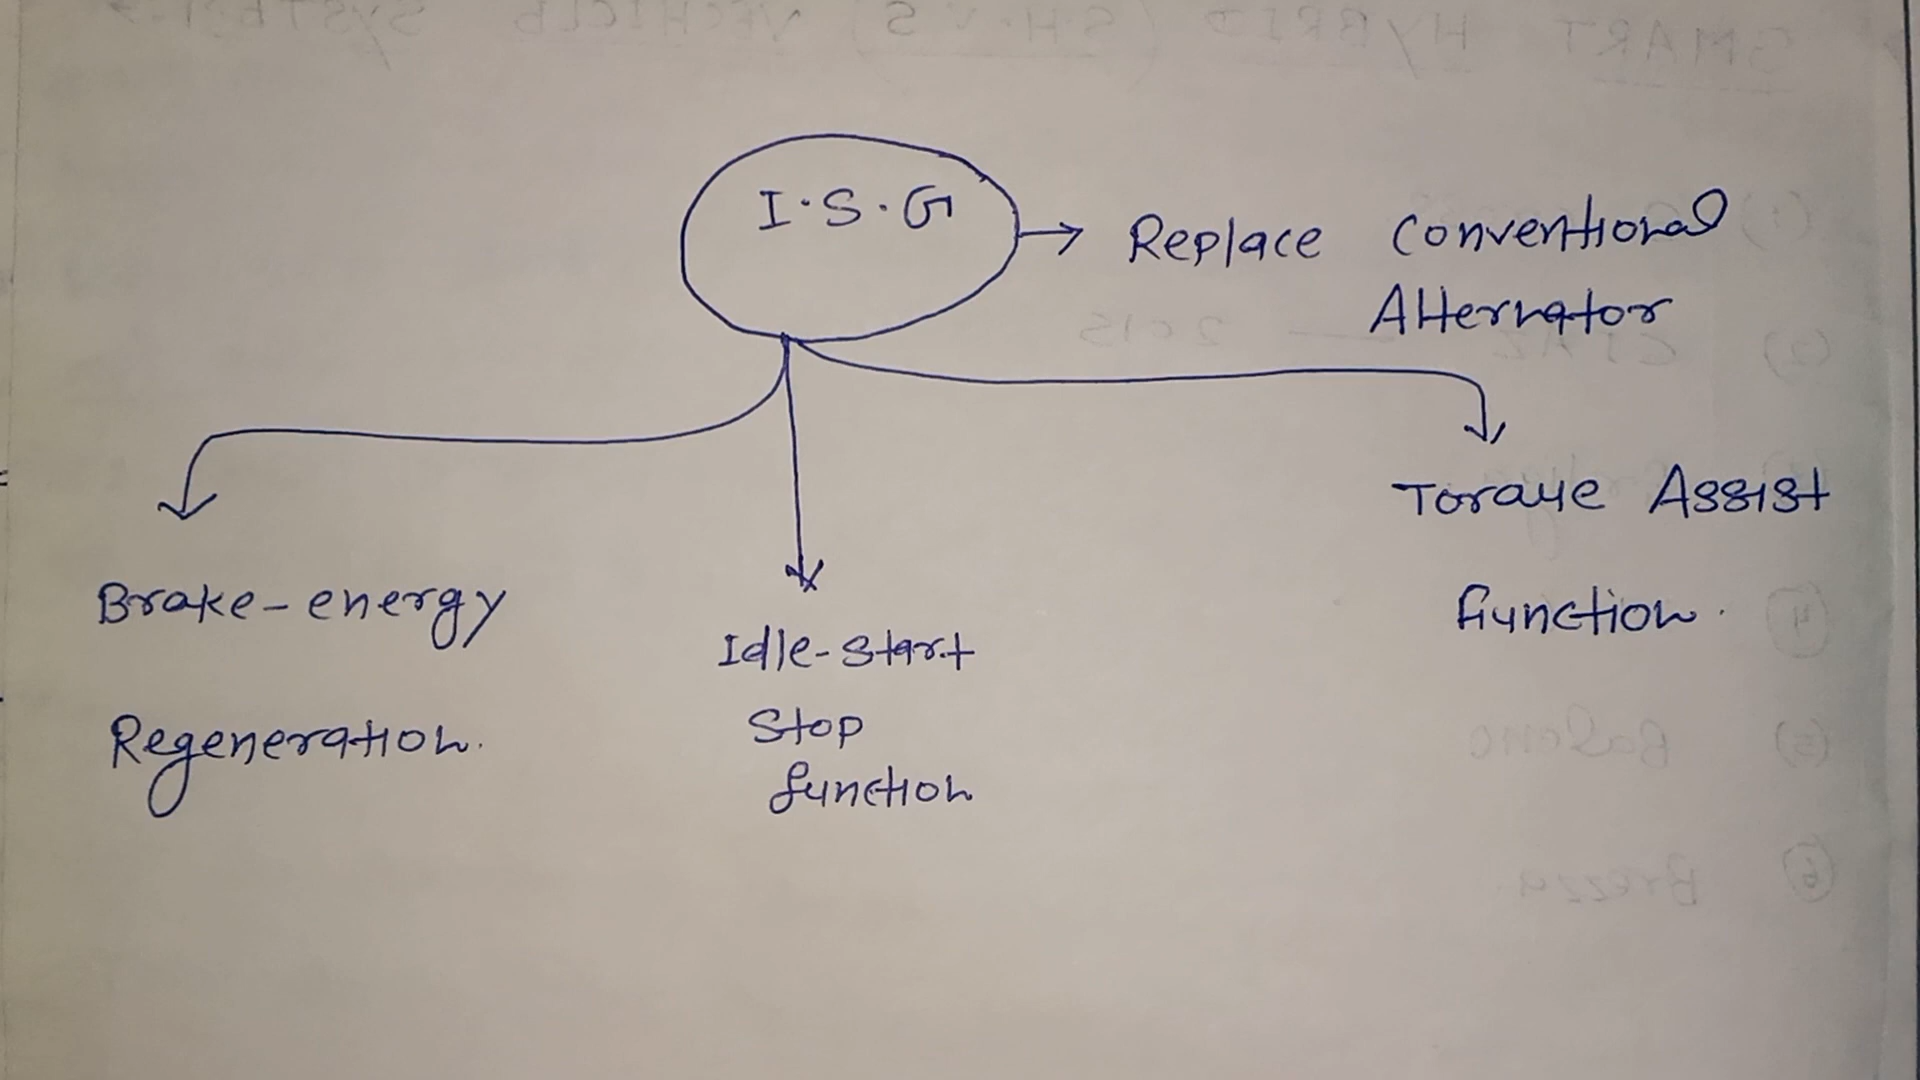 I.S.G
Replace Conventional
Alternator
Torque Assist
function.
Brake-energy
Regeneration.
Idle-start
Stop
function